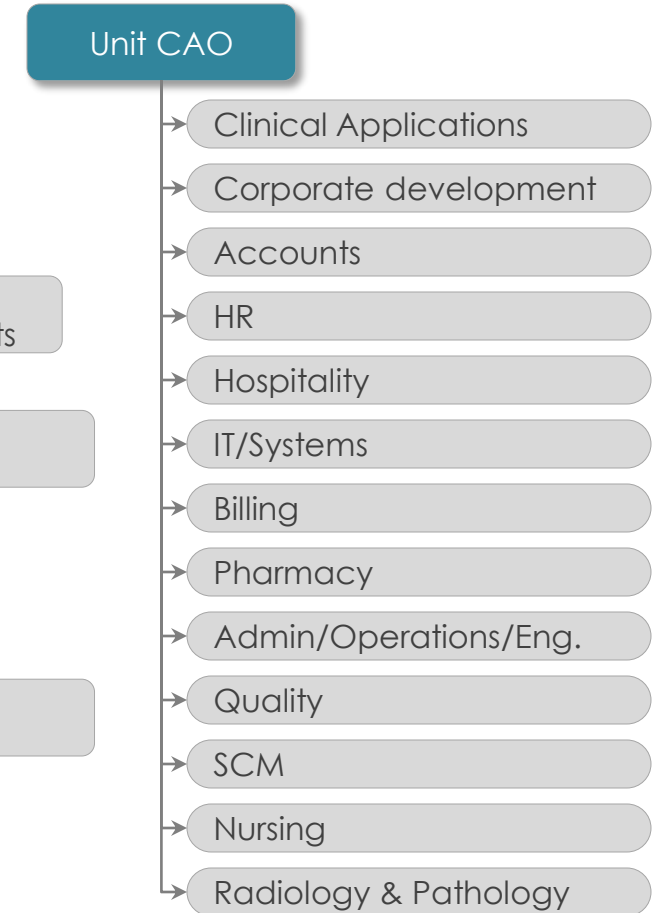 Unit CAO
Clinical Applications
Corporate development
Accounts
HR
Hospitality
IT/Systems
Billing
Pharmacy
Admin/Operations/Eng.
Quality
SCM
Nursing
Radiology & Pathology